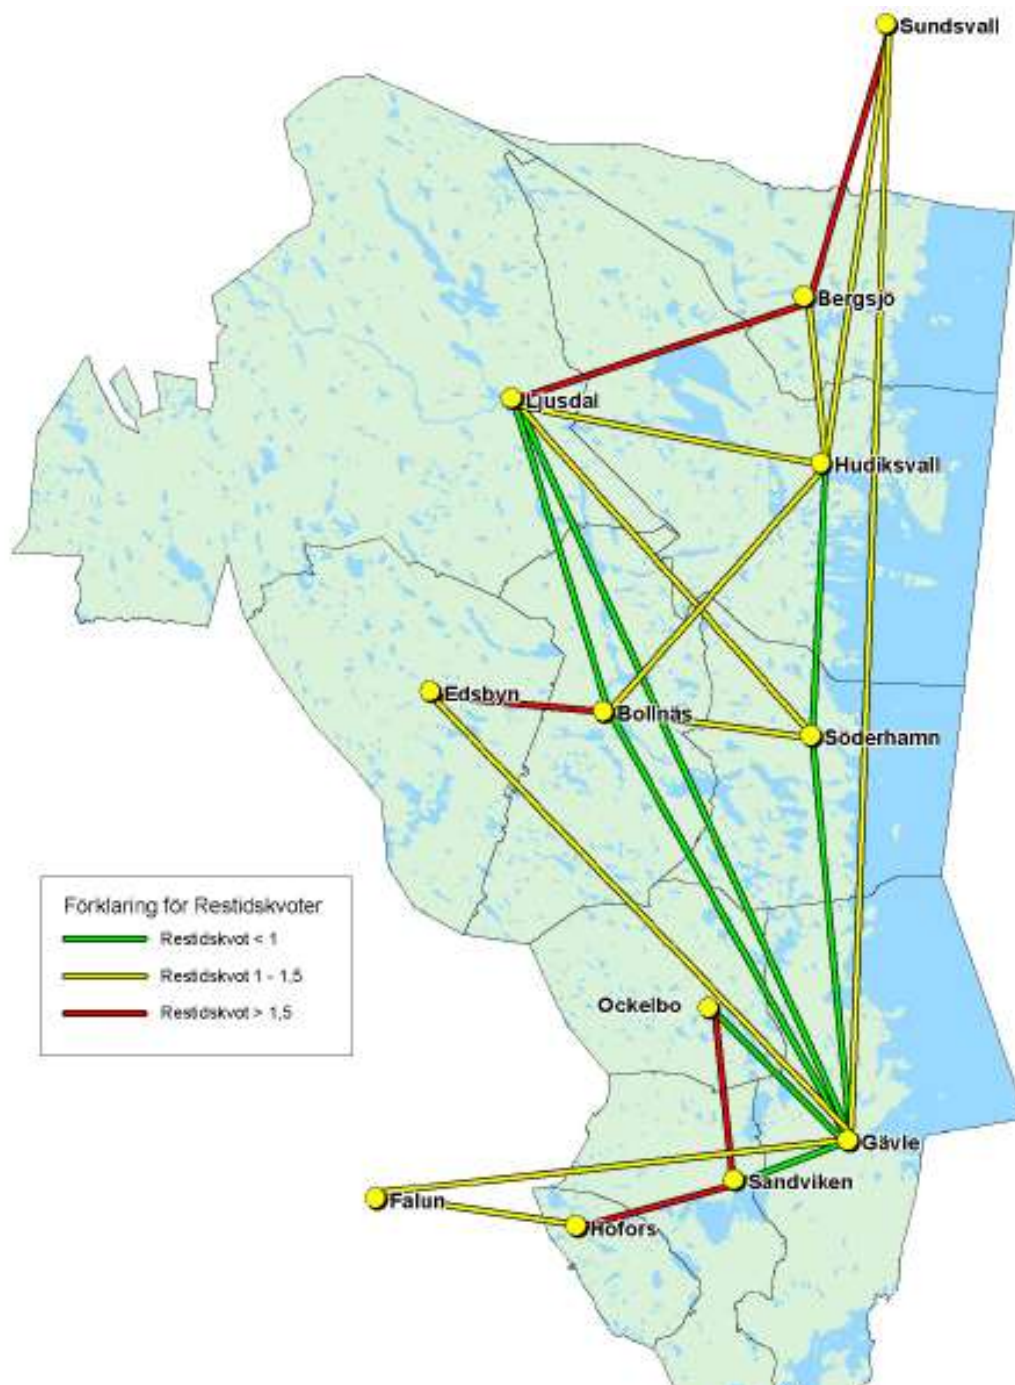 Sundsvall
Bergsjö
Ljusdal
Hudiksvall
Edsbyn
Bollnäs
Söderhamn
Förklaring för Restidskvoter
Restidskvot < 1
Restidskvot 1 - 1,5
Restidskvot > 1,5
Ockelbo
Gävle
Sandviken
Falun
Hofors